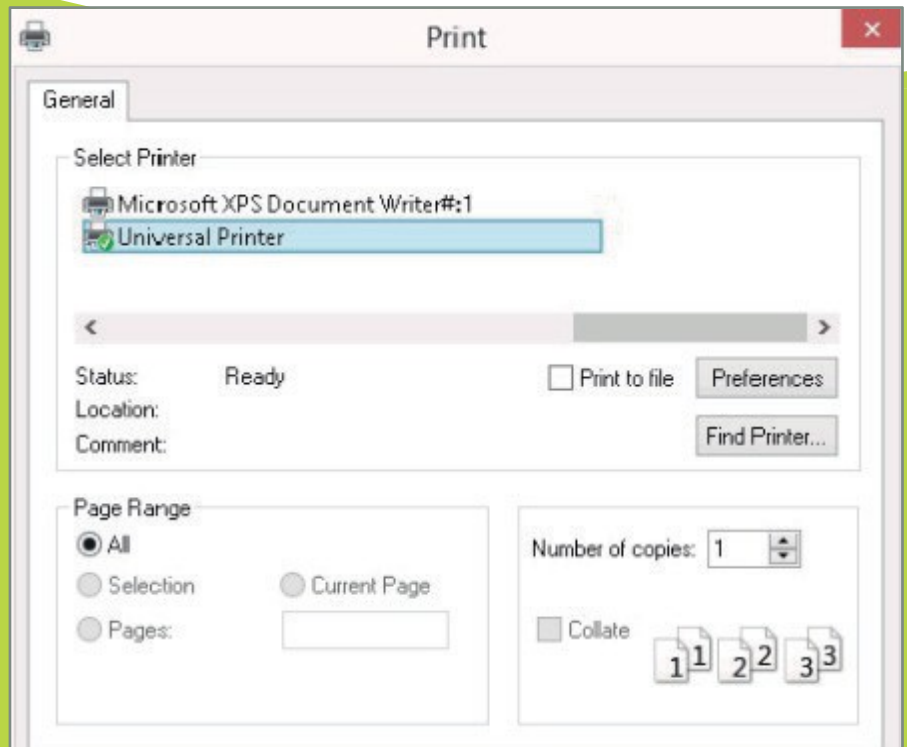 Print
General
Select Printer
Microsoft XPS Document Writer#:1
Universal Printer
Status: Ready
Print to file
Preferences
Location:
Comment:
Find Printer...
Page Range
All
Selection
Current Page
Pages:
Number of copies: 1
Collate
1 1 2 2 3 3